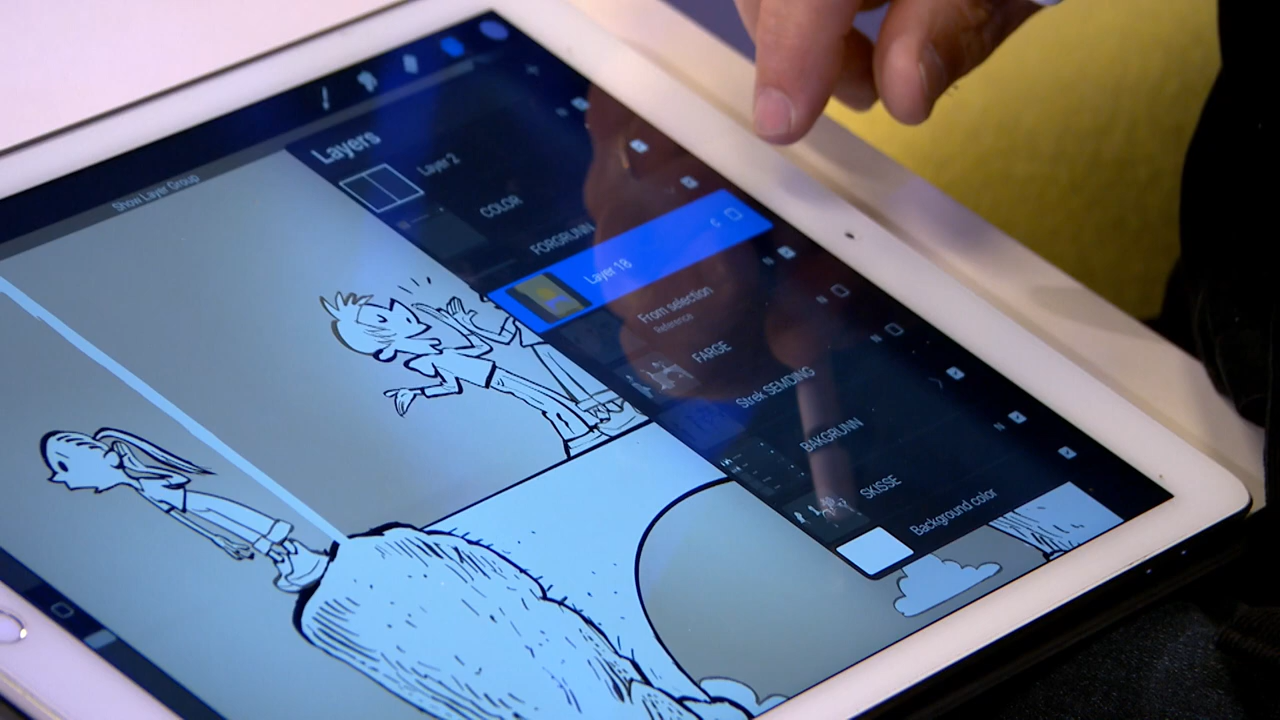 Show Layer Group
Layers
Layer 2
COLOR
FORGRUNN
Layer 18
From selection
Reference
FARGE
Strek SEMDING
BAKGRUNN
SKISSE
Background color
N
N
C
N
N
N
N